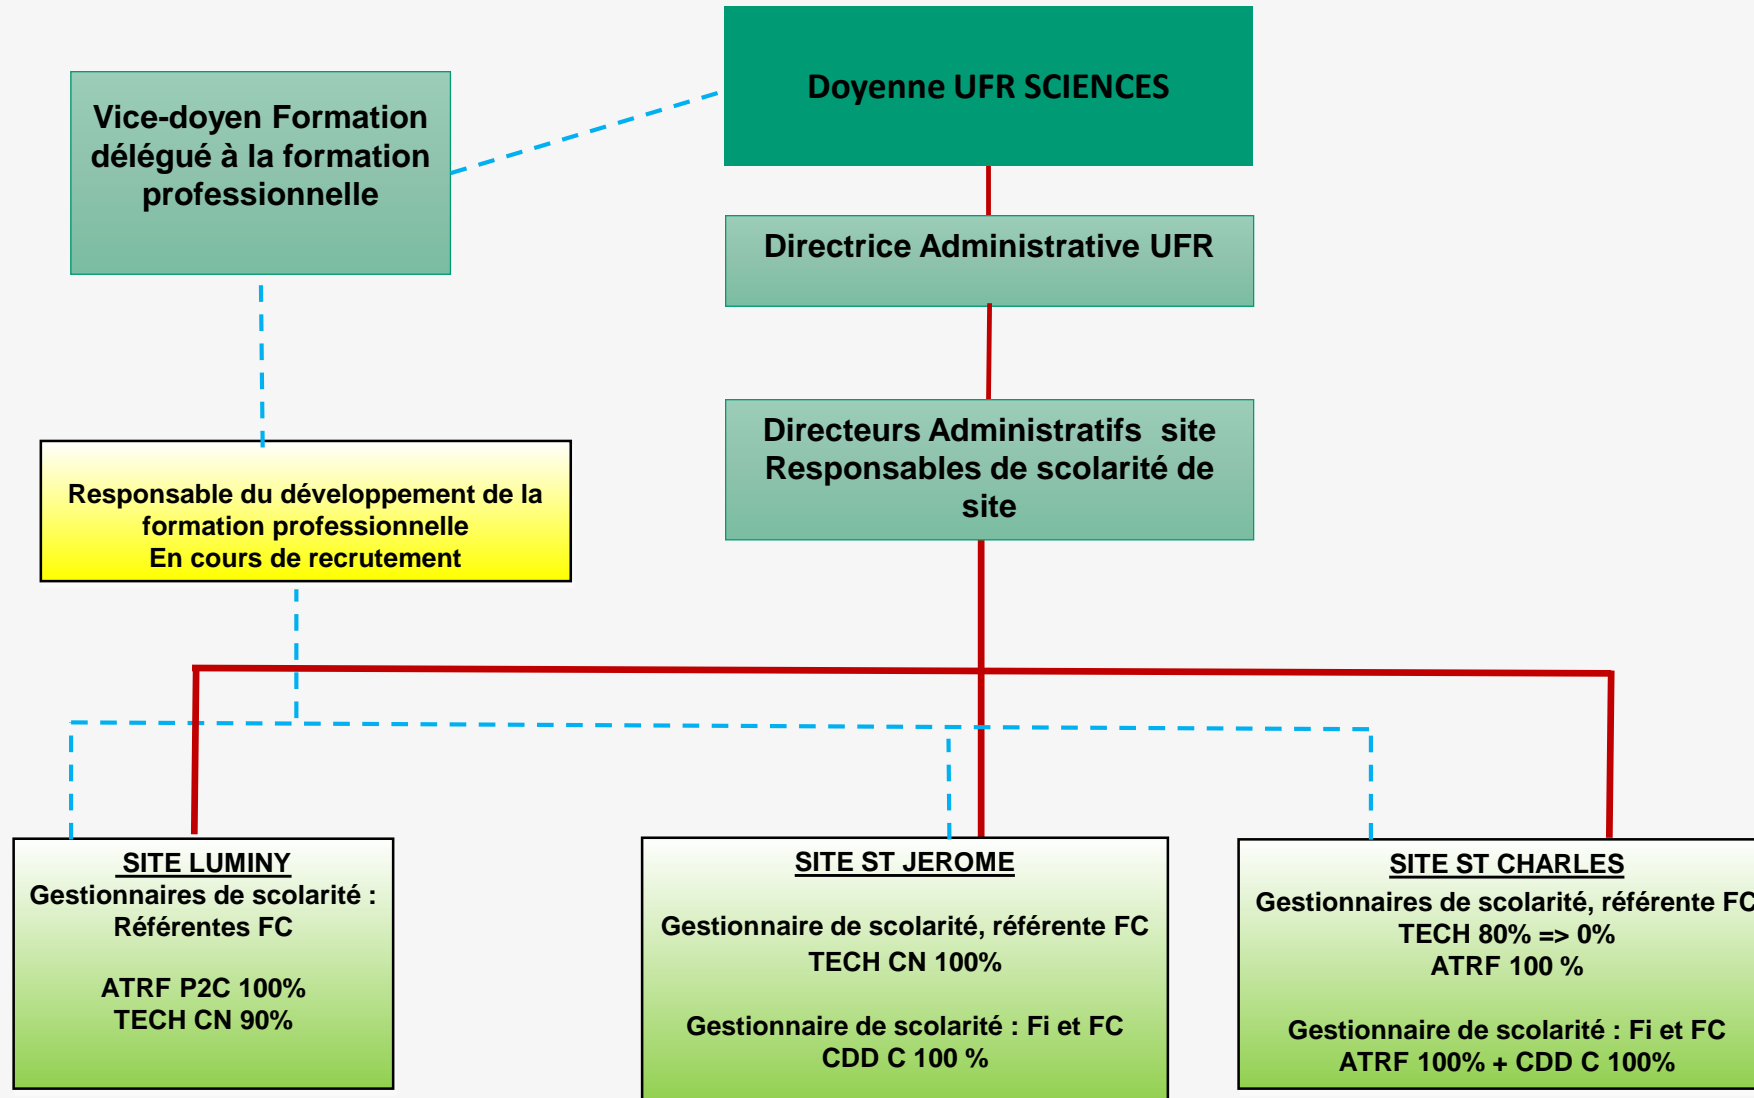 Doyenne UFR SCIENCES
Vice-doyen Formation
délégué à la formation
professionnelle
Directrice Administrative UFR
Directeurs Administratifs site
Responsables de scolarité de
site
Responsable du développement de la
formation professionnelle
En cours de recrutement
SITE LUMINY
Gestionnaires de scolarité :
Référentes FC
ATRF P2C 100%
TECH CN 90%
SITE ST JEROME
Gestionnaire de scolarité, référente FC
TECH CN 100%
Gestionnaire de scolarité : Fi et FC
CDD C 100 %
SITE ST CHARLES
Gestionnaires de scolarité, référente FC
TECH 80% => 0%
ATRF 100 %
Gestionnaire de scolarité : Fi et FC
ATRF 100% + CDD C 100%